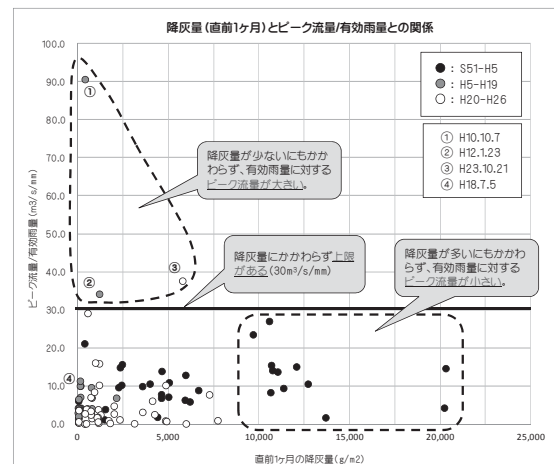 降灰量(直前1ヶ月)とピーク流量/有効雨量との関係
ピーク流量/有効雨量(m3/s/mm)
100.0
90.0
80.0
70.0
60.0
50.0
40.0
30.0
20.0
10.0
0.0
①
②
③
④
● : S51-H5
● : H5-H19
○ : H20-H26
① H10.10.7
② H12.1.23
③ H23.10.21
④ H18.7.5
降灰量が少ないにもかか
わらず、有効雨量に対する
ピーク流量が大きい。
降灰量にかかわらず上限
がある(30m³/s/mm)
降灰量が多いにもかかわ
らず、有効雨量に対する
ピーク流量が小さい。
0
5,000
10,000
15,000
20,000
25,000
直前1ヶ月の降灰量(g/m2)